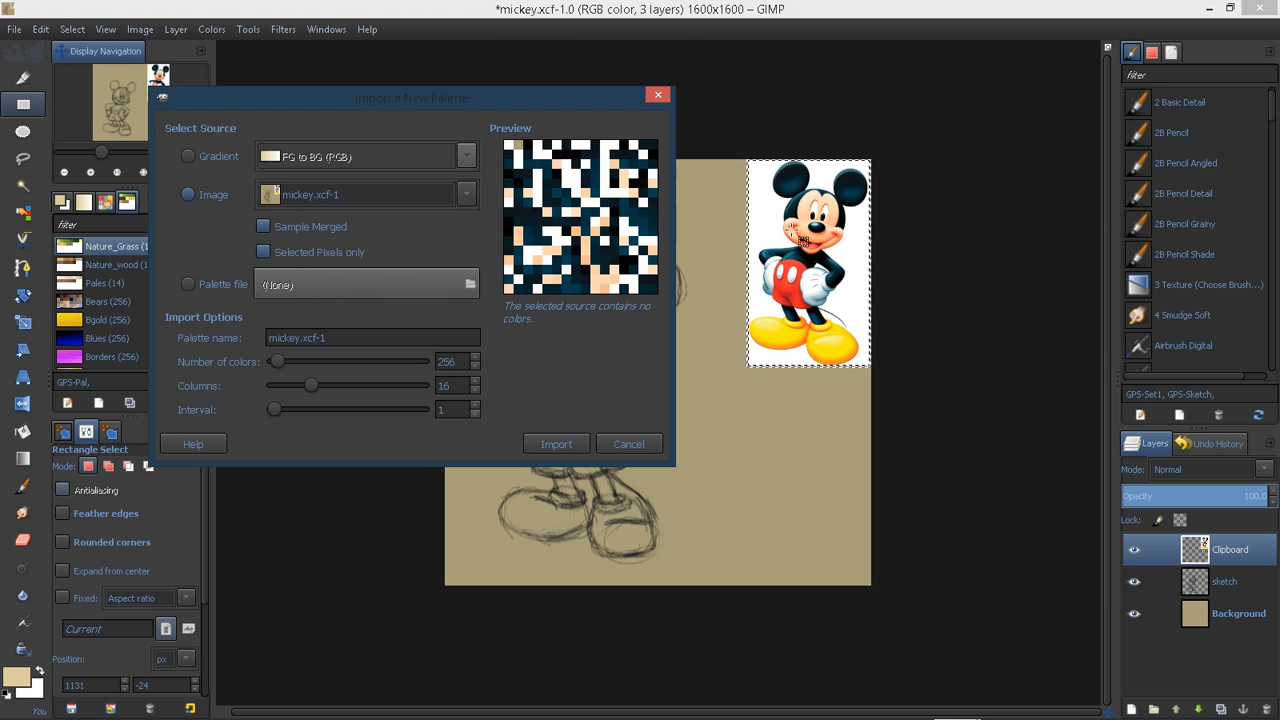 *mickey.xcf-1.0 (RGB color, 3 layers) 1600x1600 – GIMP
File Edit Select View Image Layer Colors Tools Filters Windows Help
Display Navigation
filter
Nature_Grass (1
Nature_wood (1
Pales (14)
Bears (256)
Bgold (256)
Blues (256)
Borders (256)
GPS-Pal,
Rectangle Select
Mode:
Antialiasing
Feather edges
Rounded corners
Expand from center
Fixed: Aspect ratio
Current
Position: px
1131 -24
You
Import a New Palette
Select Source
Gradient FG to BG (RGB)
Image mickey.xcf-1
Sample Merged
Selected Pixels only
Palette file (None)
Import Options
Palette name: mickey.xcf-1
Number of colors: 256
Columns: 16
Interval: 1
Help Import Cancel
Preview
The selected source contains no
colors.
filter
2 Basic Detail
2B Pencil
2B Pencil Angled
2B Pencil Detail
2B Pencil Grainy
2B Pencil Shade
3 Texture (Choose Brush...)
4 Smudge Soft
Airbrush Digital
GPS-Set1, GPS-Sketch,
Layers Undo History
Mode: Normal
Opacity 100.0
Lock:
Clipboard
sketch
Background